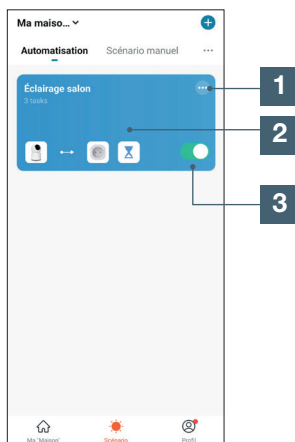 Ma maiso...
Automatisation Scénario manuel ...
Éclairage salon
3 tasks
1
2
3
Ma "Maison" Scénario Profil